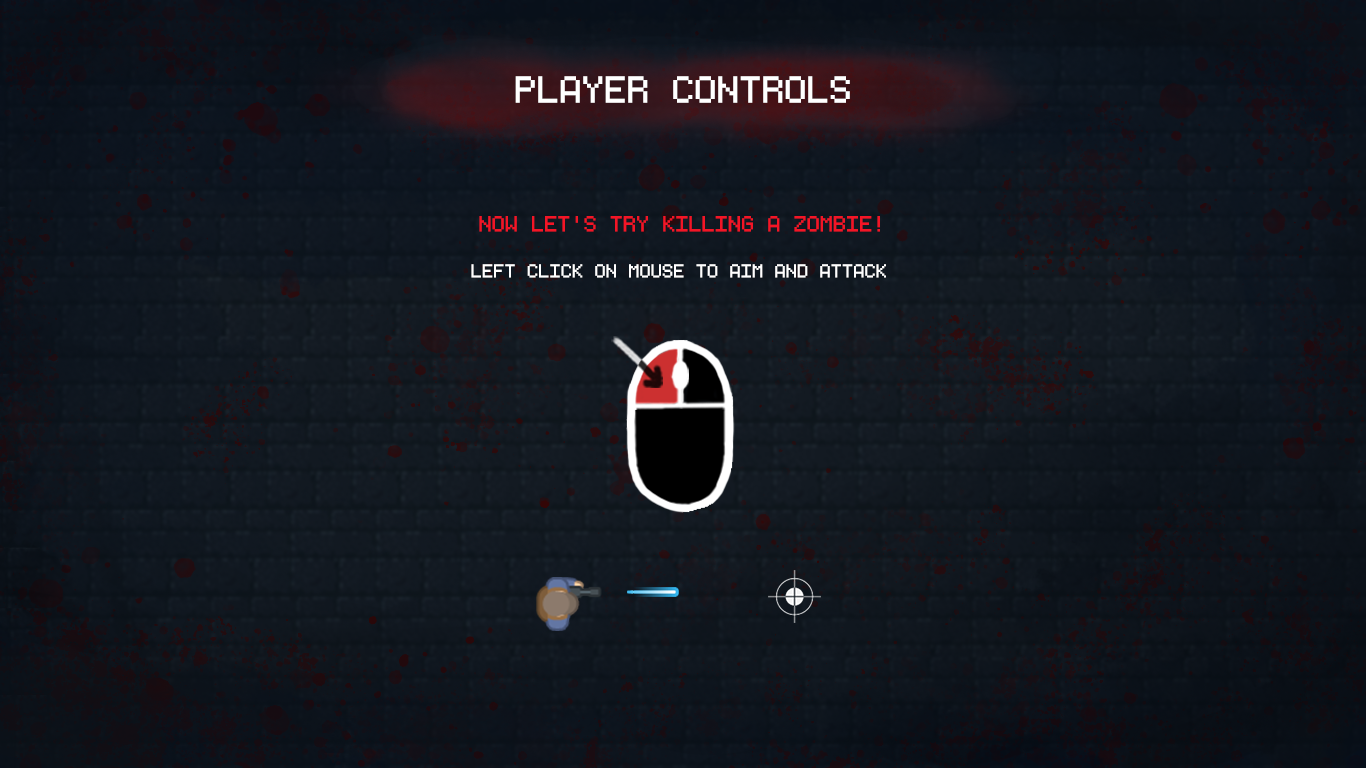 PLAYER CONTROLS
NOW LET'S TRY KILLING A ZOMBIE!
LEFT CLICK ON MOUSE TO AIM AND ATTACK